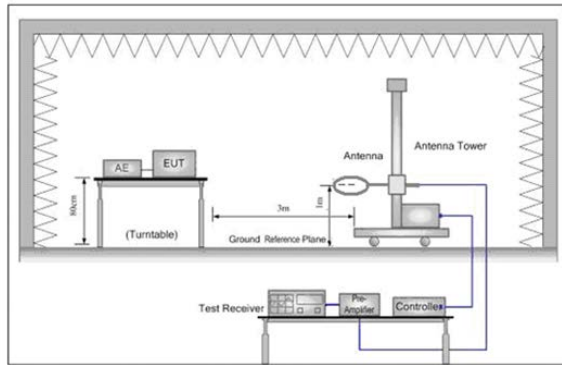 Antenna
Antenna Tower
AE
EUT
80cm
(Turntable)
3m
1m
Ground Reference Plane
Test Receiver
Pre-
Amplifier
Controller